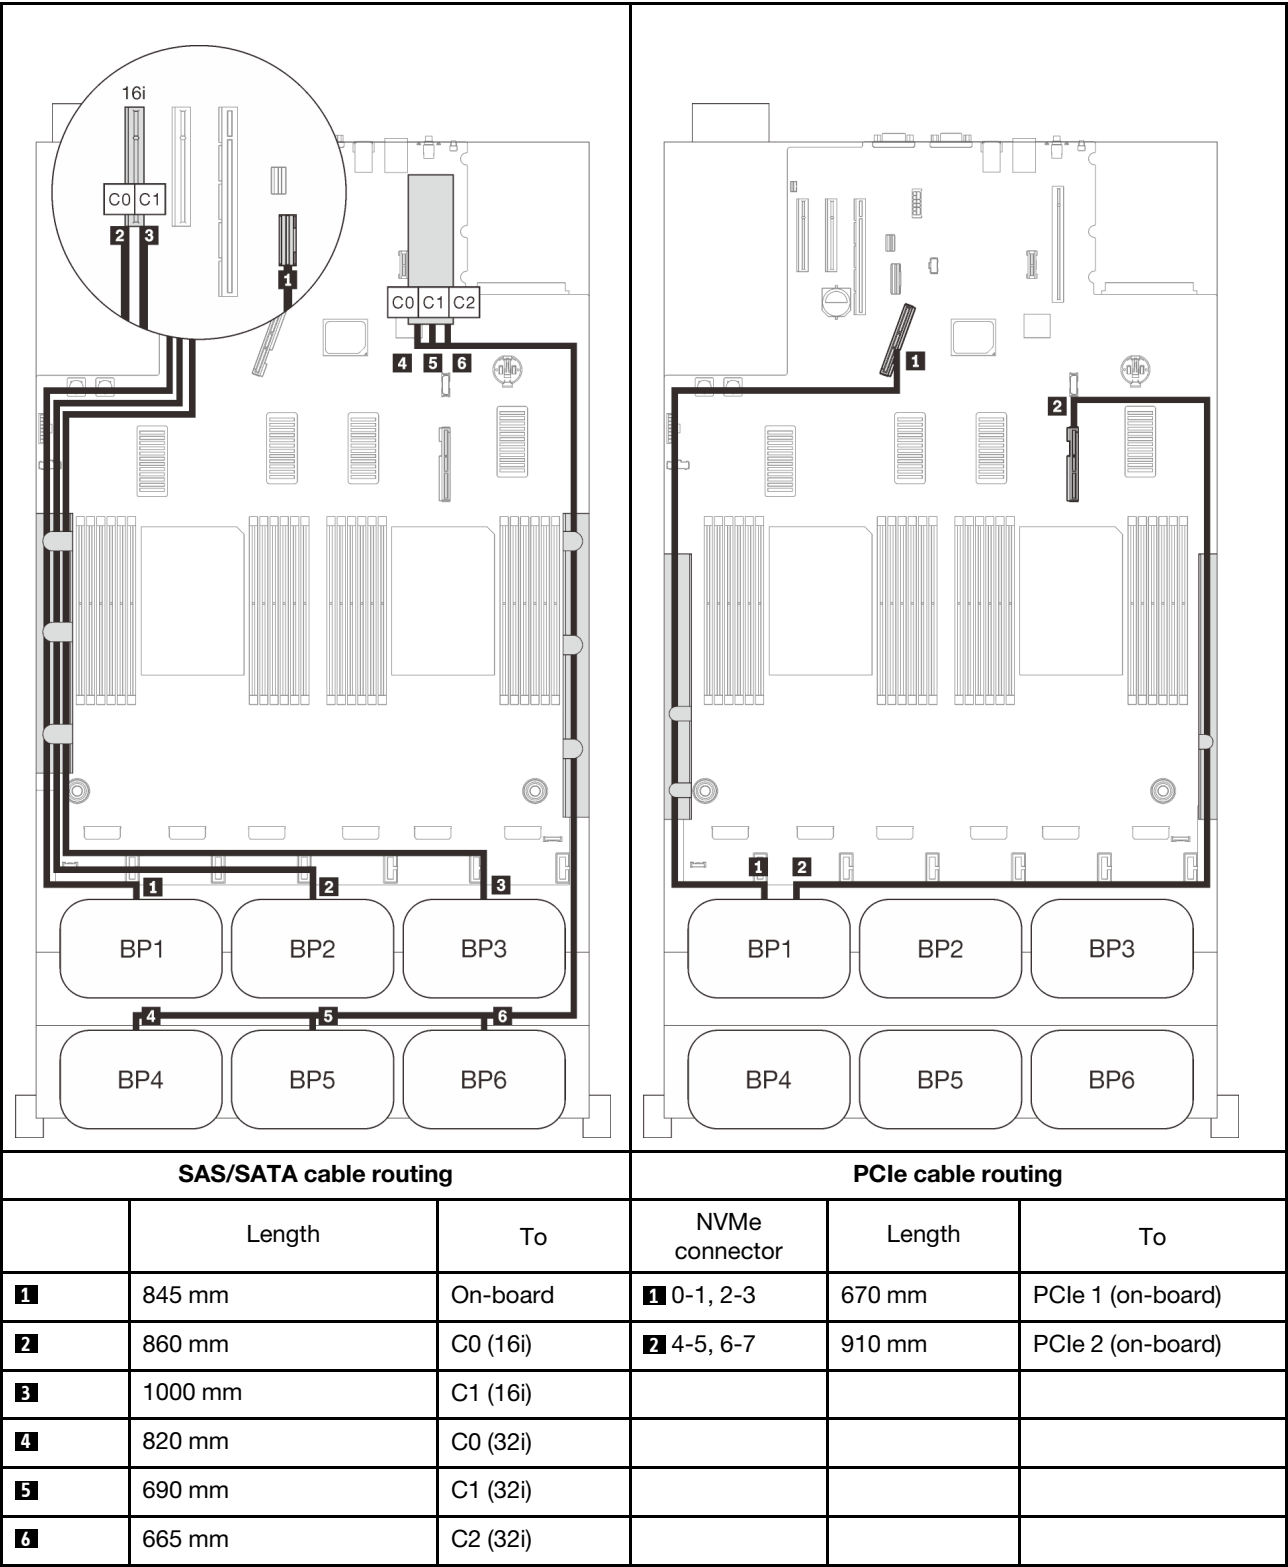 16i
C0 C1
2 3
1
C0 C1 C2
4 5 6
1 2 3
BP1 BP2 BP3
4 5 6
BP4 BP5 BP6
1
2
1 2
BP1 BP2 BP3
BP4 BP5 BP6
SAS/SATA cable routing
PCIe cable routing
Length To
NVMe connector Length To
1 845 mm On-board 1 0-1, 2-3 670 mm PCIe 1 (on-board)
2 860 mm C0 (16i) 2 4-5, 6-7 910 mm PCIe 2 (on-board)
3 1000 mm C1 (16i)
4 820 mm C0 (32i)
5 690 mm C1 (32i)
6 665 mm C2 (32i)